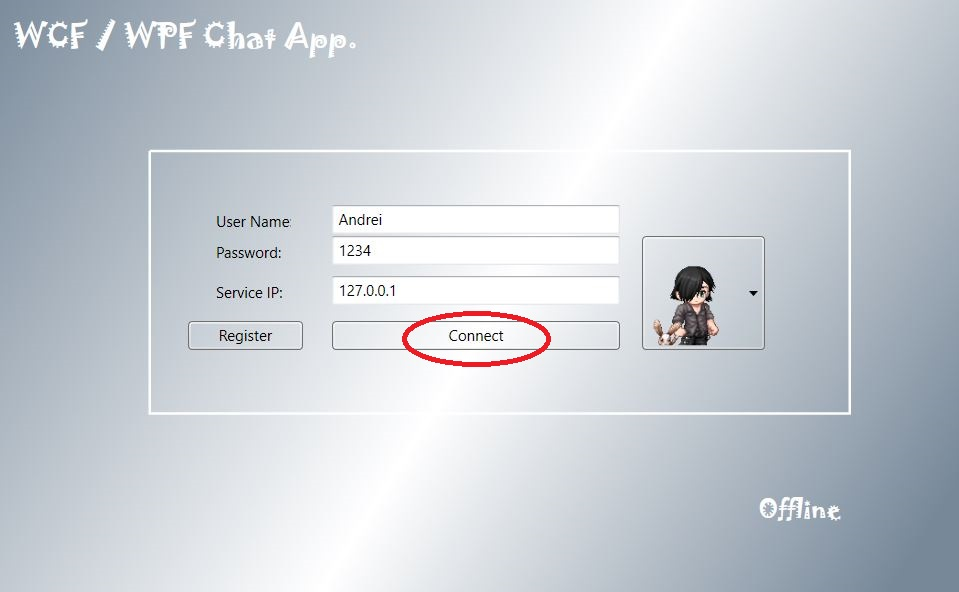 WCF / WPF Chat App.
User Name:
Andrei
Password:
1234
Service IP:
127.0.0.1
Register
Connect
Offline